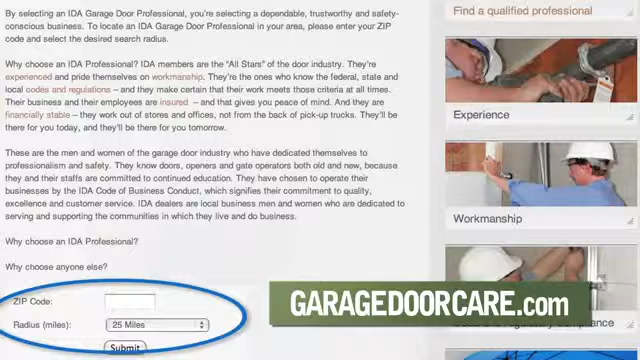 By selecting an IDA Garage Door Professional, you're selecting a dependable, trustworthy and safety-
conscious business. To locate an IDA Garage Door Professional in your area, please enter your ZIP
code and select the desired search radius.
Why choose an IDA Professional? IDA members are the "All Stars" of the door industry. They're
experienced and pride themselves on workmanship. They're the ones who know the federal, state and
local codes and regulations – and they make certain that their work meets those criteria at all times.
Their business and their employees are insured – and that gives you peace of mind. And they are
financially stable – they work out of stores and offices, not from the back of pick-up trucks. They'll be
there for you today, and they'll be there for you tomorrow.
These are the men and women of the garage door industry who have dedicated themselves to
professionalism and safety. They know doors, openers and gate operators both old and new, because
they and their staffs are committed to continued education. They have chosen to operate their
businesses by the IDA Code of Business Conduct, which signifies their commitment to quality,
excellence and customer service. IDA dealers are local business men and women who are dedicated to
serving and supporting the communities in which they live and do business.
Why choose an IDA Professional?
Why choose anyone else?
ZIP Code:
Radius (miles): 25 Miles
Submit
Find a qualified professional
Experience
Workmanship
GARAGEDOORCARE.com
Compliance